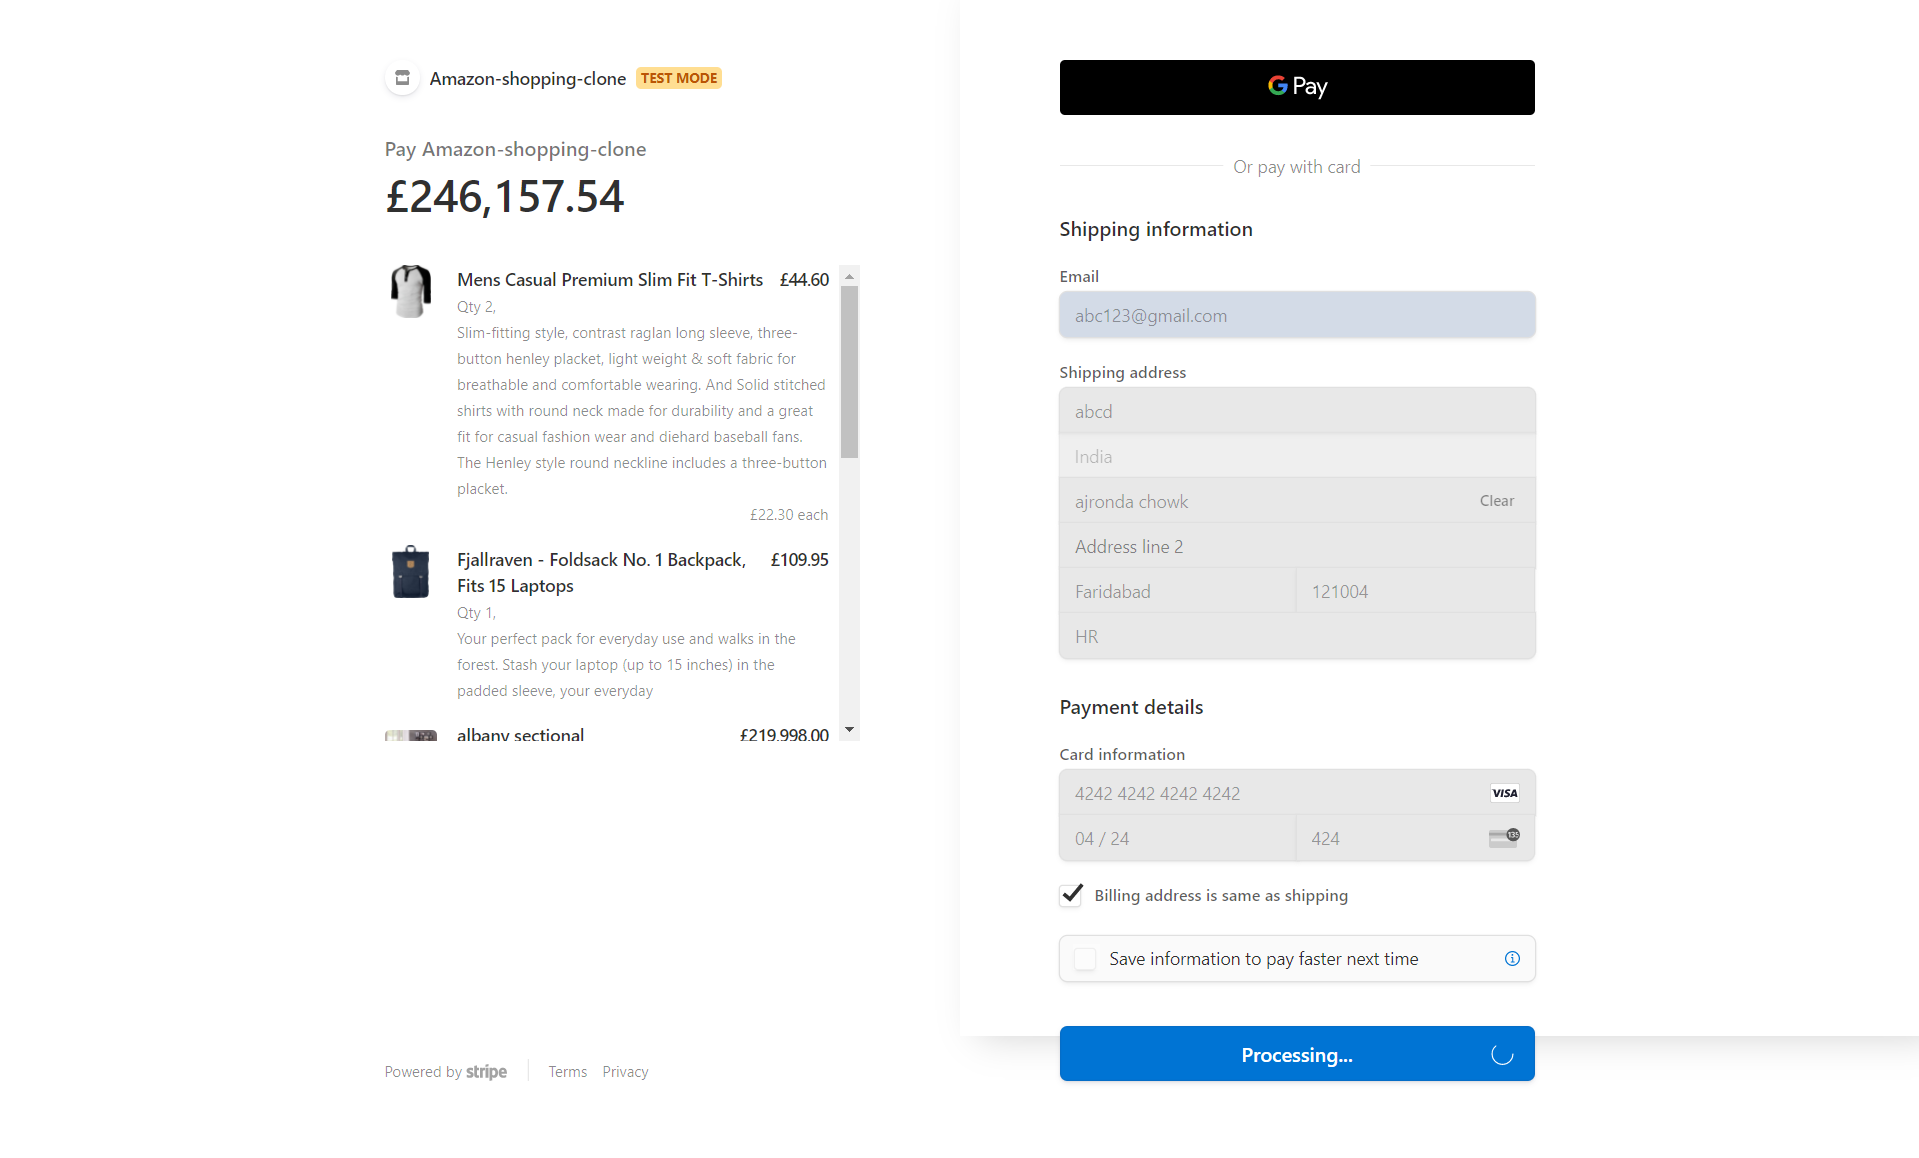 Amazon-shopping-clone TEST MODE
Pay Amazon-shopping-clone
£246,157.54
Mens Casual Premium Slim Fit T-Shirts £44.60
Qty 2,
Slim-fitting style, contrast raglan long sleeve, three-
button henley placket, light weight & soft fabric for
breathable and comfortable wearing. And Solid stitched
shirts with round neck made for durability and a great
fit for casual fashion wear and diehard baseball fans.
The Henley style round neckline includes a three-button
placket.
£22.30 each
Fjallraven - Foldsack No. 1 Backpack, £109.95
Fits 15 Laptops
Qty 1,
Your perfect pack for everyday use and walks in the
forest. Stash your laptop (up to 15 inches) in the
padded sleeve, your everyday
albany sectional £219,998.00
Powered by stripe Terms Privacy
G Pay
Or pay with card
Shipping information
Email
abc123@gmail.com
Shipping address
abcd
India
ajronda chowk Clear
Address line 2
Faridabad 121004
HR
Payment details
Card information
4242 4242 4242 4242 VISA
04 / 24 424 135
Billing address is same as shipping
Save information to pay faster next time
Processing...